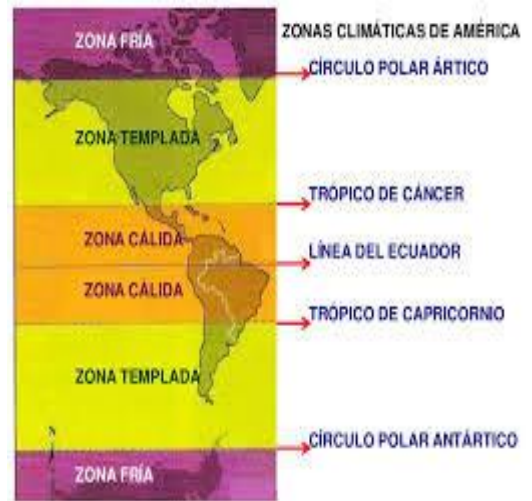 ZONAS CLIMÁTICAS DE AMÉRICA
ZONA FRÍA
CÍRCULO POLAR ÁRTICO
ZONA TEMPLADA
TRÓPICO DE CÁNCER
ZONA CÁLIDA
LÍNEA DEL ECUADOR
ZONA CÁLIDA
TRÓPICO DE CAPRICORNIO
ZONA TEMPLADA
CÍRCULO POLAR ANTÁRTICO
ZONA FRÍA